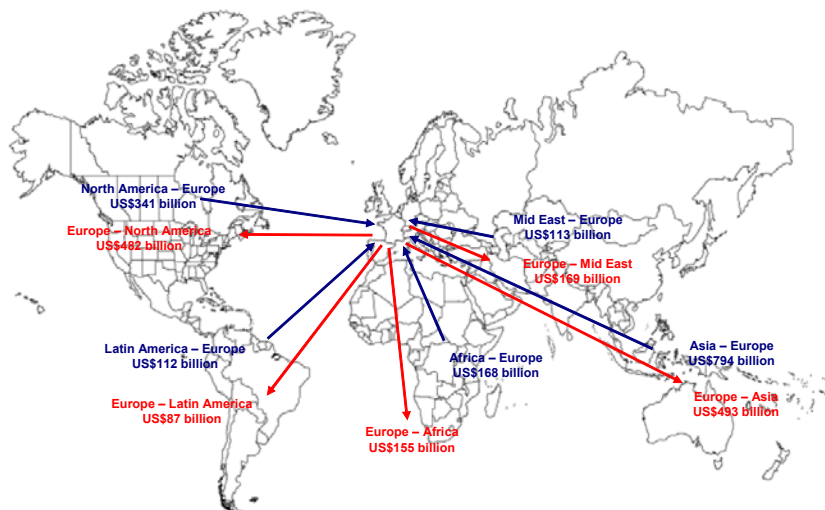 North America – Europe
US$341 billion
Europe – North America
US$482 billion
Mid East – Europe
US$113 billion
Europe – Mid East
US$169 billion
Latin America – Europe
US$112 billion
Africa – Europe
US$168 billion
Asia – Europe
US$794 billion
Europe – Latin America
US$87 billion
Europe – Asia
US$493 billion
Europe – Africa
US$155 billion